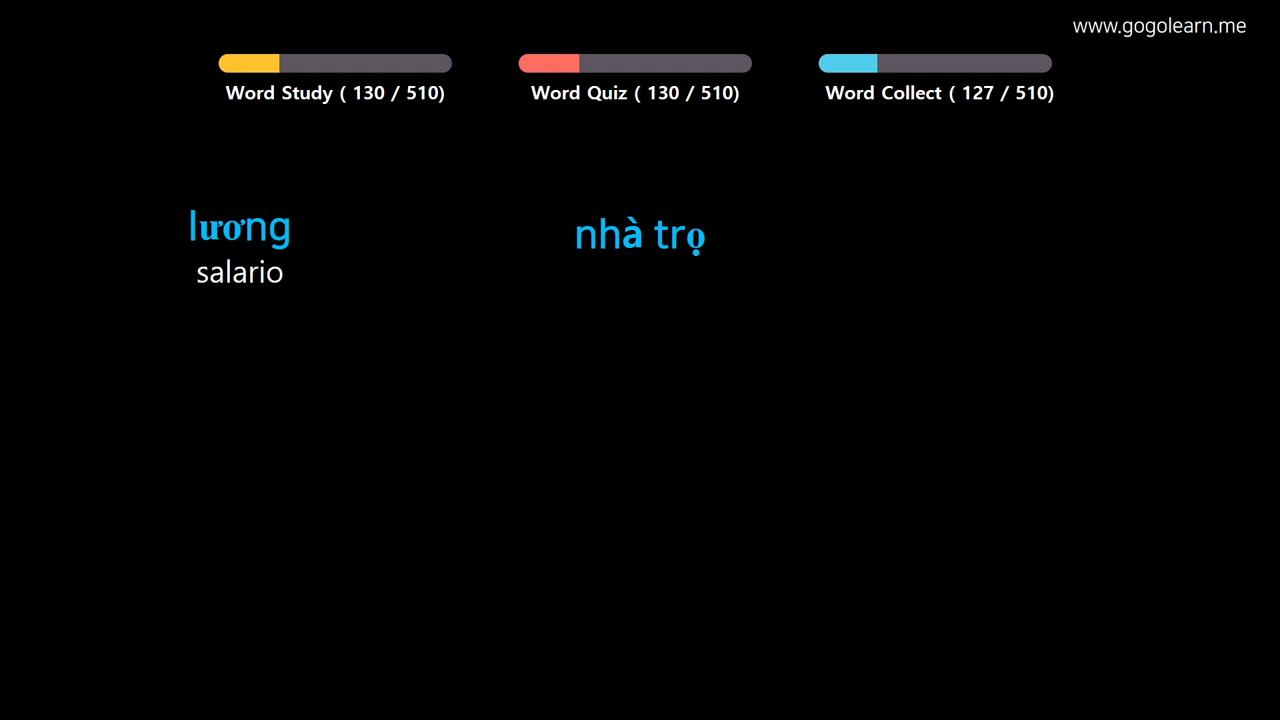 www.gogolearn.me
Word Study ( 130 / 510)
Word Quiz ( 130 / 510)
Word Collect ( 127 / 510)
lương
salario
nhà trọ